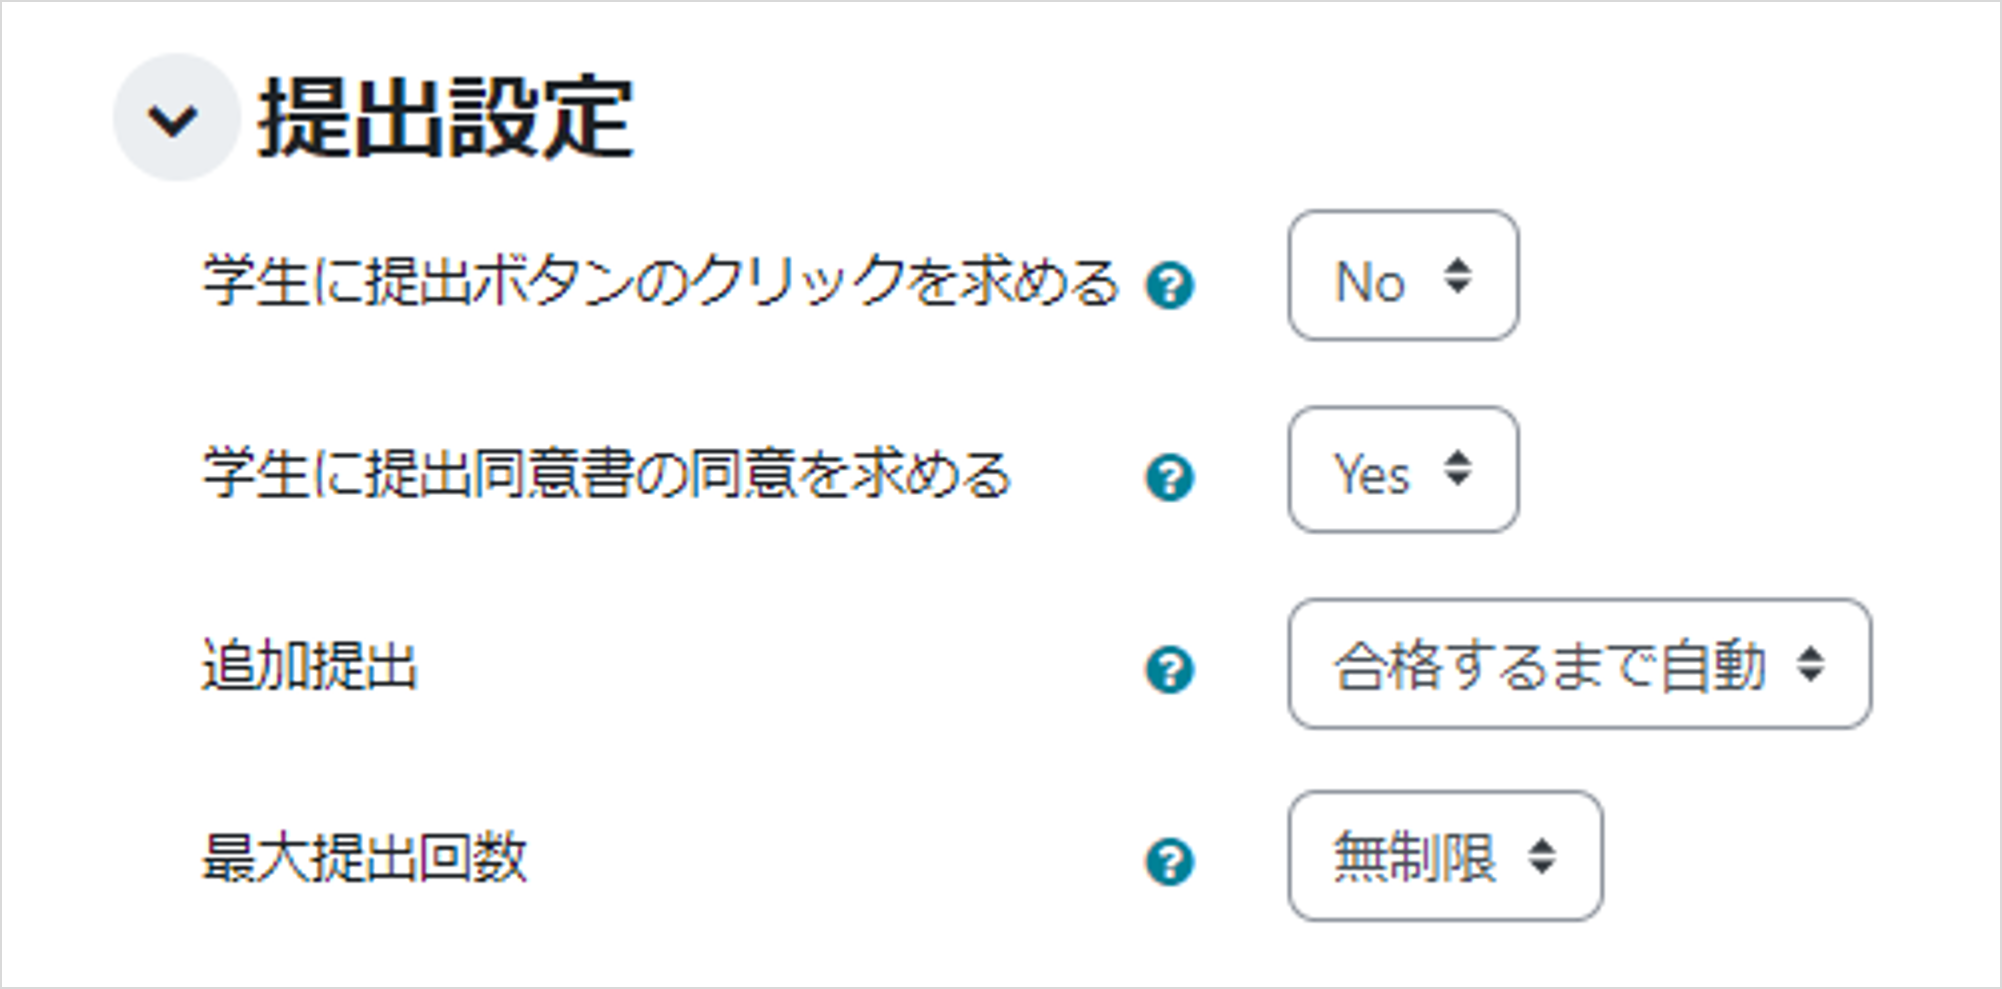 提出設定
学生に提出ボタンのクリックを求める No
学生に提出同意書の同意を求める Yes
追加提出 合格するまで自動
最大提出回数 無制限